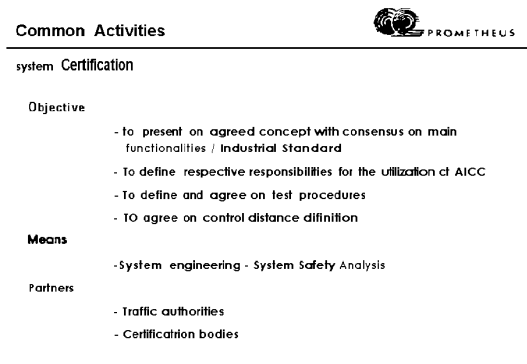 Common Activities
PROMETHEUS
system Certification
Objective
- to present on agreed concept with consensus on main
functionalities / Industrial Standard
- To define respective responsibilities for the utilization ct AICC
- To define and agree on test procedures
- TO agree on control distance difinition
Means
-System engineering - System Safety Analysis
Partners
- Traffic authorities
- Certificatrion bodies